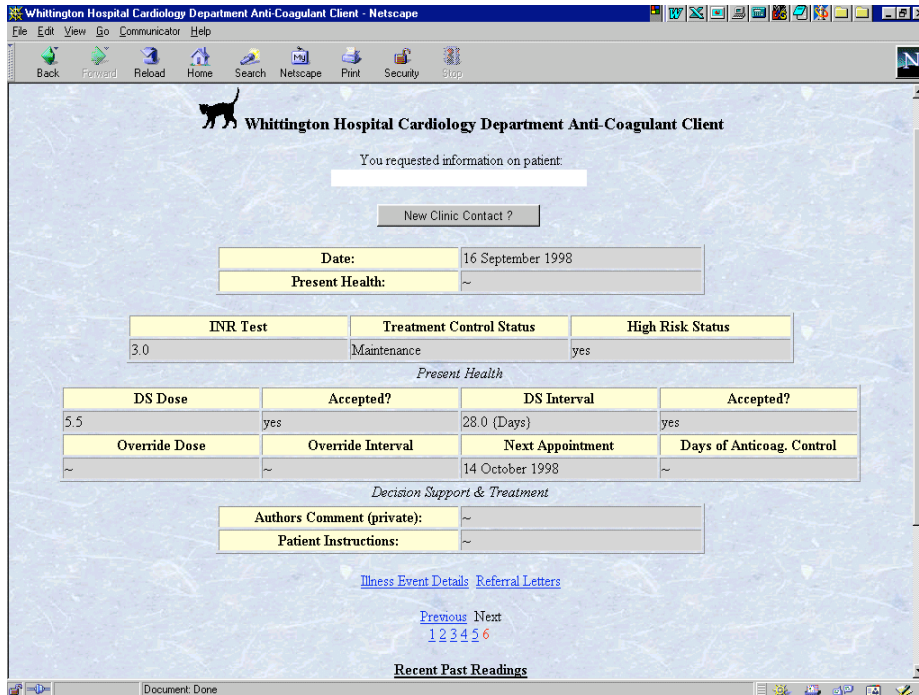 Whittington Hospital Cardiology Department Anti-Coagulant Client - Netscape
File Edit View Go Communicator Help
Back Forward Reload Home Search Netscape Print Security Stop
Whittington Hospital Cardiology Department Anti-Coagulant Client
You requested information on patient:
New Clinic Contact ?
Date: 16 September 1998
Present Health: ~
INR Test Treatment Control Status High Risk Status
3.0 Maintenance yes
Present Health
DS Dose Accepted? DS Interval Accepted?
5.5 yes 28.0 {Days} yes
Override Dose Override Interval Next Appointment Days of Anticoag. Control
~ ~ 14 October 1998 ~
Decision Support & Treatment
Authors Comment (private): ~
Patient Instructions: ~
Illness Event Details Referral Letters
Previous Next
1 2 3 4 5 6
Recent Past Readings
Document: Done